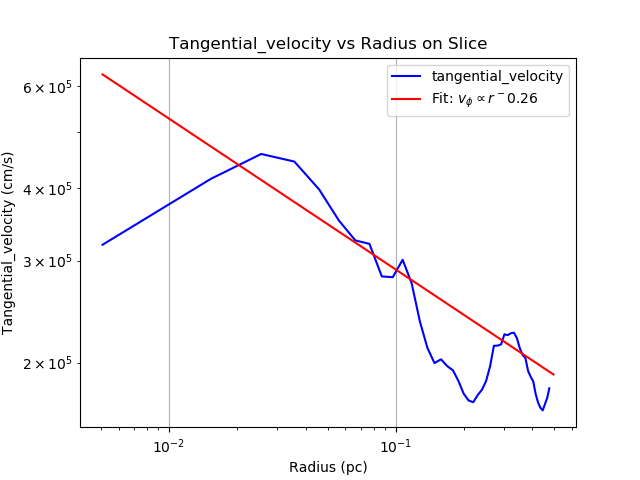 Tangential_velocity vs Radius on Slice
tangential_velocity
Fit: $v_\phi \propto r^-0.26$
6 × 10⁵
4 × 10⁵
3 × 10⁵
2 × 10⁵
Tangential_velocity (cm/s)
10⁻²
10⁻¹
Radius (pc)